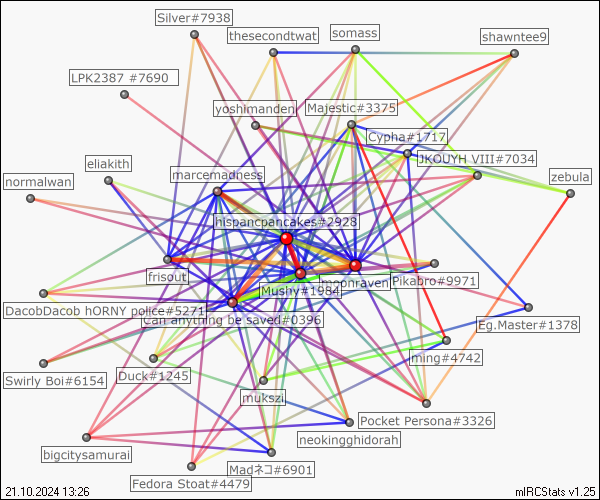 Silver#7938
somass
thesecondtwat
shawntee9
LPK2387 #7690
yoshimanden
Majestic#3375
Cypha#1717
JKOUYH VIII#7034
eliakith
marcemadness
zebula
normalwan
hispancpancakes#2928
frisout
Mushy#1984
moonraven
Pikabro#9971
DacobDacob hORNY police#5271
Can anything be saved#0396
Eg.Master#1378
ming#4742
Swirly Boi#6154
Duck#1245
mukszi
Pocket Persona#3326
neokingghidorah
bigcitysamurai
Madネコ#6901
Fedora Stoat#4479
21.10.2024 13:26
mIRCStats v1.25